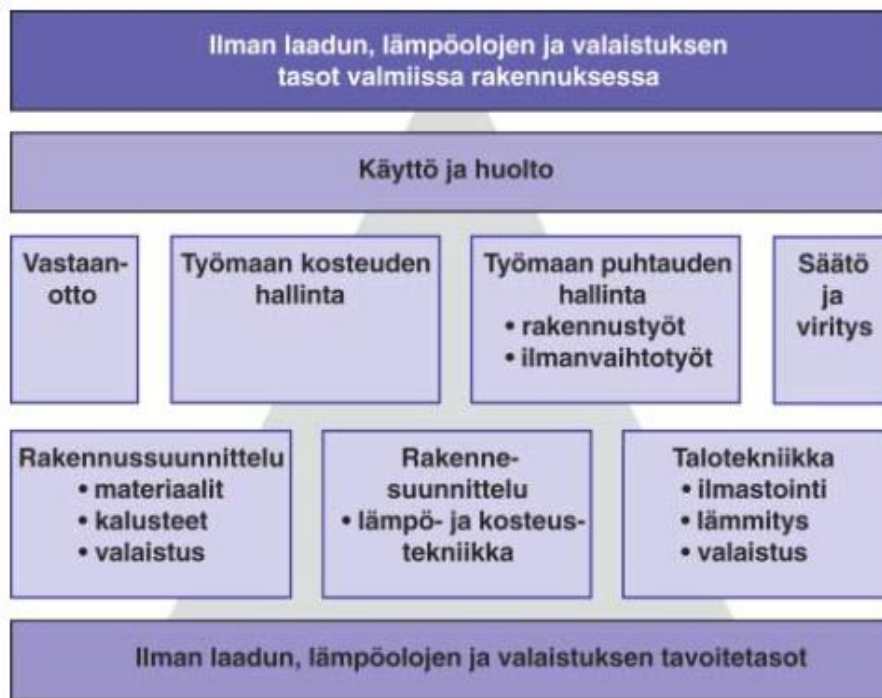 Ilman laadun, lämpöolojen ja valaistuksen
tasot valmiissa rakennuksessa
Käyttö ja huolto
Vastaan-
otto
Työmaan kosteuden
hallinta
Työmaan puhtauden
hallinta
• rakennustyöt
• ilmanvaihtotyöt
Säätö
ja
viritys
Rakennussuunnittelu
• materiaalit
• kalusteet
• valaistus
Rakenne-
suunnittelu
• lämpö- ja kosteus-
tekniikka
Talotekniikka
• ilmastointi
• lämmitys
• valaistus
Ilman laadun, lämpöolojen ja valaistuksen tavoitetasot